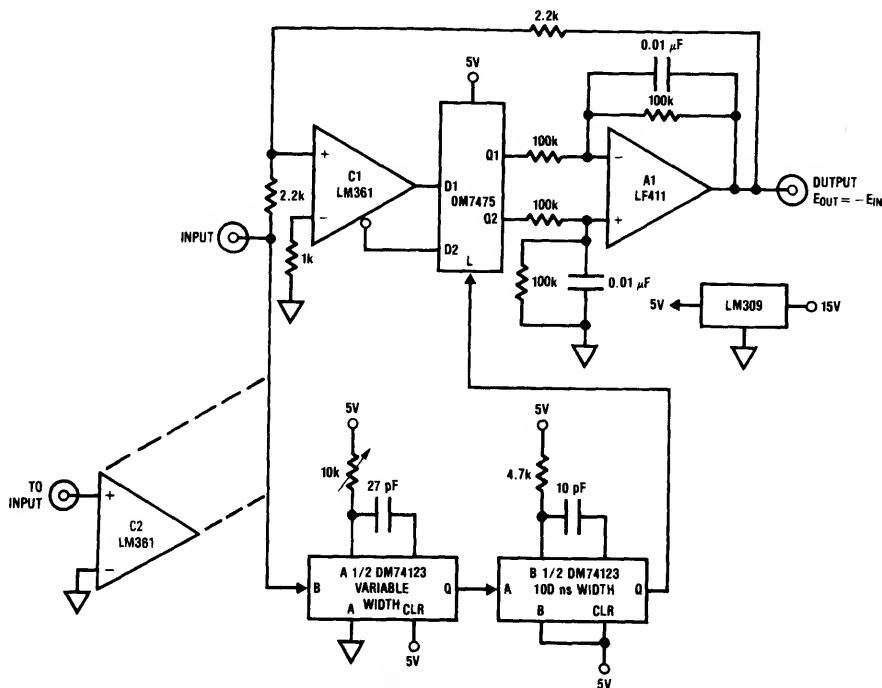 2.2k
0.01 μF
5V
100k
+
C1
LM361
−
2.2k
1k
INPUT
D1
Q1
DM7475
Q2
D2
L
100k
100k
−
A1
LF411
+
DUTPUT
EOUT = −EIN
100k
0.01 μF
5V
LM309
15V
5V
10k
27 pF
5V
4.7k
10 pF
TO
INPUT
+
C2
LM361
−
A 1/2 DM74123
VARIABLE
WIDTH
B
Q
A
CLR
5V
B 1/2 DM74123
10D ns WIDTH
A
Q
B
CLR
5V